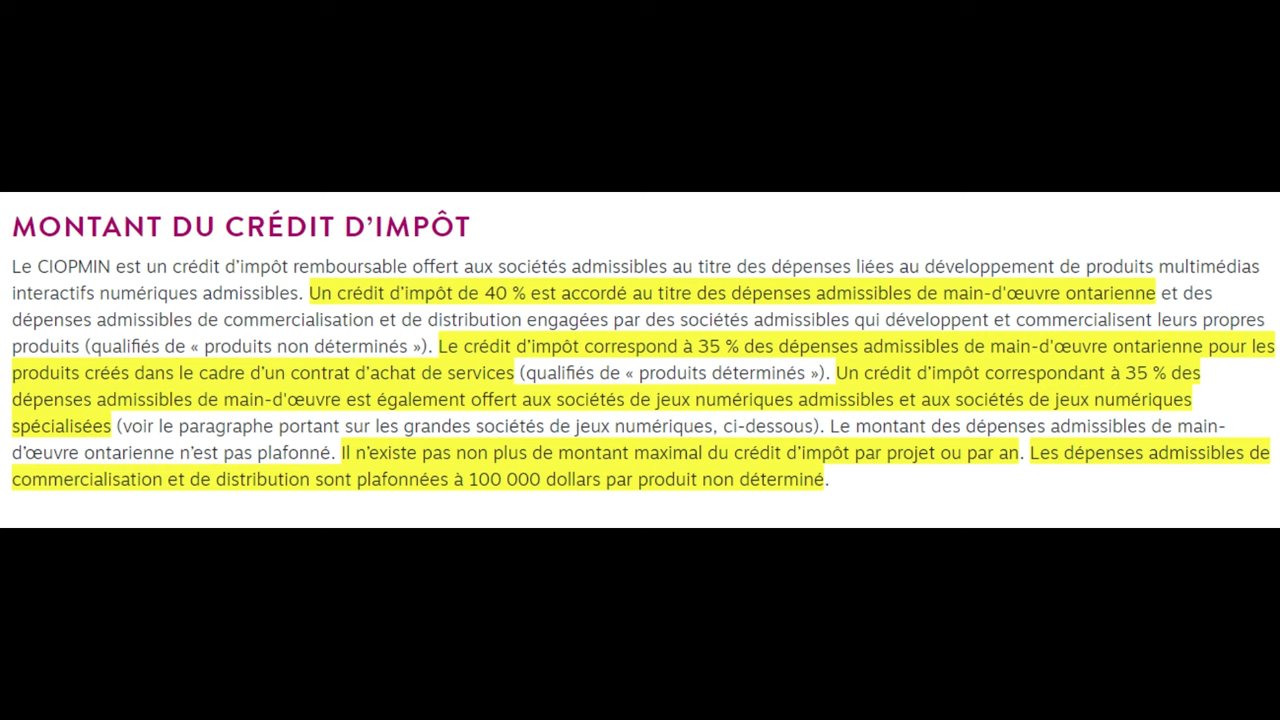 MONTANT DU CRÉDIT D’IMPÔT
Le CIOPMIN est un crédit d’impôt remboursable offert aux sociétés admissibles au titre des dépenses liées au développement de produits multimédias
interactifs numériques admissibles. Un crédit d’impôt de 40 % est accordé au titre des dépenses admissibles de main-d'œuvre ontarienne et des
dépenses admissibles de commercialisation et de distribution engagées par des sociétés admissibles qui développent et commercialisent leurs propres
produits (qualifiés de « produits non déterminés »). Le crédit d’impôt correspond à 35 % des dépenses admissibles de main-d'œuvre ontarienne pour les
produits créés dans le cadre d’un contrat d’achat de services (qualifiés de « produits déterminés »). Un crédit d’impôt correspondant à 35 % des
dépenses admissibles de main-d'œuvre est également offert aux sociétés de jeux numériques admissibles et aux sociétés de jeux numériques
spécialisées (voir le paragraphe portant sur les grandes sociétés de jeux numériques, ci-dessous). Le montant des dépenses admissibles de main-
d’œuvre ontarienne n’est pas plafonné. Il n’existe pas non plus de montant maximal du crédit d’impôt par projet ou par an. Les dépenses admissibles de
commercialisation et de distribution sont plafonnées à 100 000 dollars par produit non déterminé.